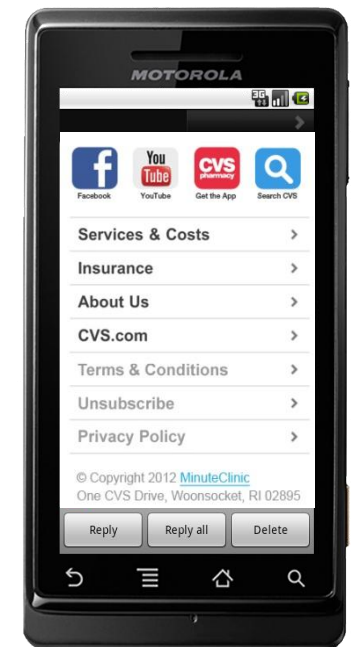 MOTOROLA
3G
f
You
Tube
CVS
pharmacy
Facebook YouTube Get the App Search CVS
Services & Costs
Insurance
About Us
CVS.com
Terms & Conditions
Unsubscribe
Privacy Policy
© Copyright 2012 MinuteClinic
One CVS Drive, Woonsocket, RI 02895
Reply Reply all Delete